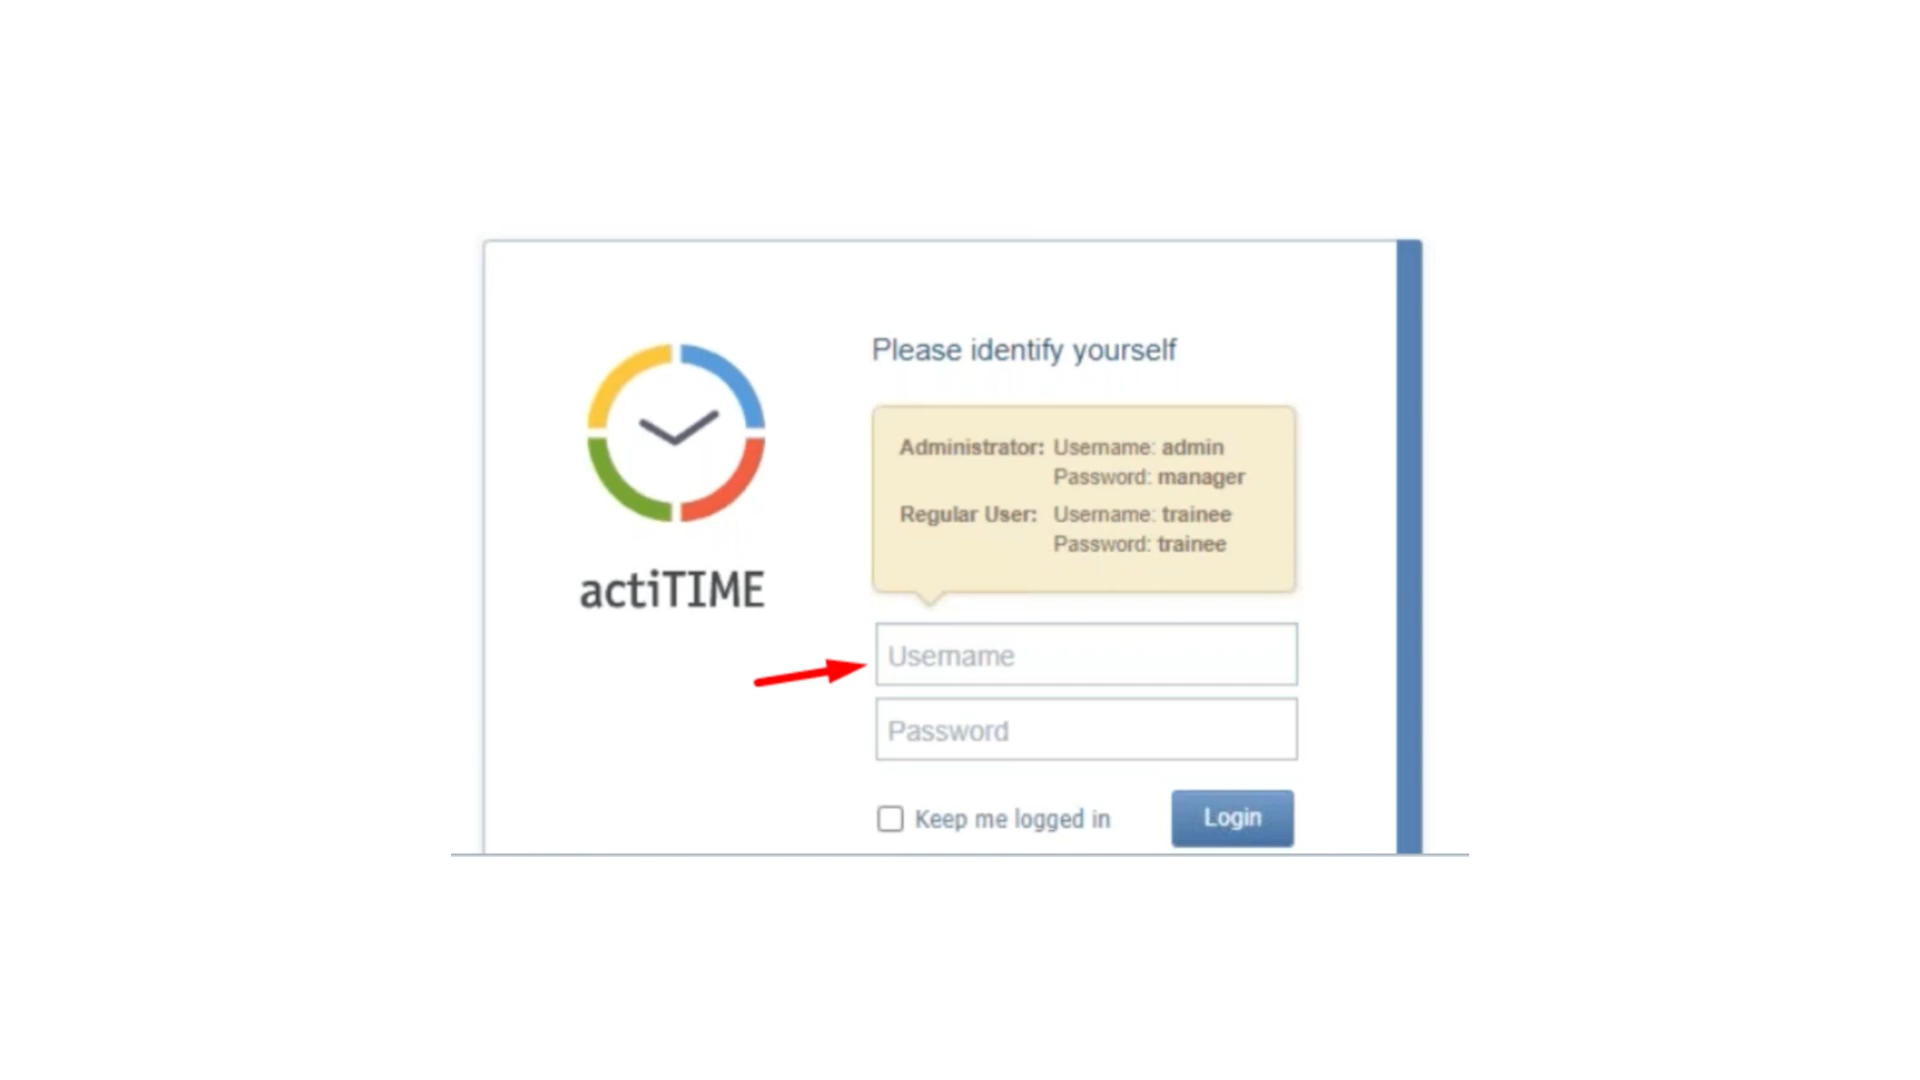 Please identify yourself
Administrator: Username: admin
Password: manager
Regular User: Username: trainee
Password: trainee
actiTIME
Username
Password
Keep me logged in
Login